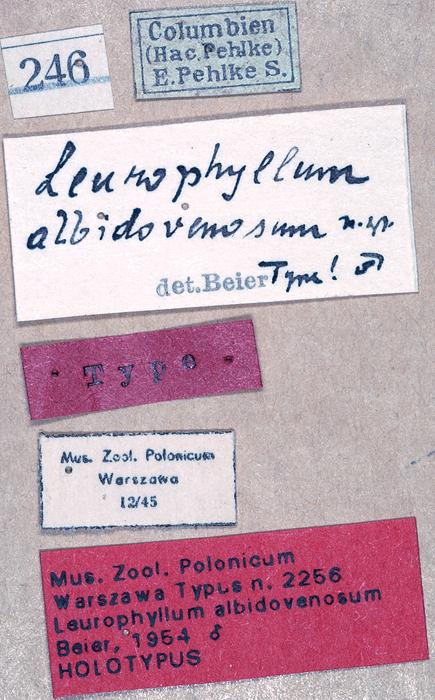 246
Columbien
(Hac. Pehlke)
E. Pehlke S.
Leurophyllum
albidovenosum n. sp.
det. Beier Type! ♂
- Type -
Mus. Zool. Polonicum
Warszawa
12/45
Mus. Zool. Polonicum
Warszawa Typus n. 2256
Leurophyllum albidovenosum
Beier, 1954 ♂
HOLOTYPUS